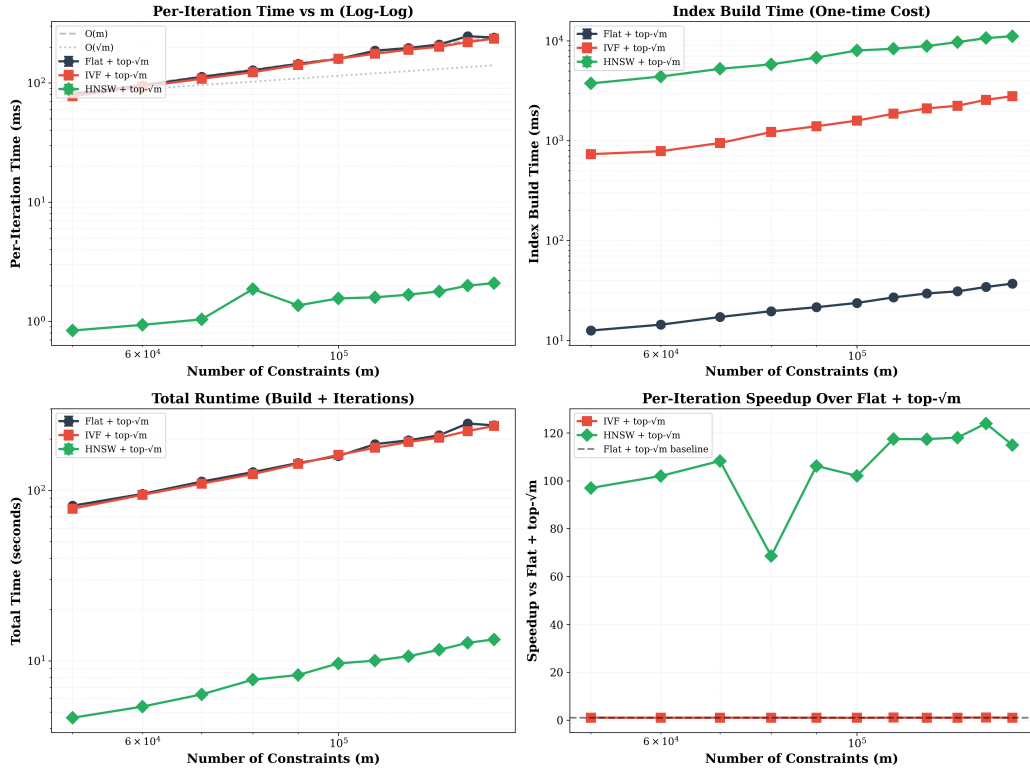 Per-Iteration Time vs m (Log-Log)
O(m)
O(√m)
Flat + top-√m
IVF + top-√m
HNSW + top-√m
10²
10¹
10⁰
Per-Iteration Time (ms)
6 × 10⁴
10⁵
Number of Constraints (m)
Index Build Time (One-time Cost)
Flat + top-√m
IVF + top-√m
HNSW + top-√m
10⁴
10³
10²
10¹
Index Build Time (ms)
6 × 10⁴
10⁵
Number of Constraints (m)
Total Runtime (Build + Iterations)
Flat + top-√m
IVF + top-√m
HNSW + top-√m
10²
10¹
Total Time (seconds)
6 × 10⁴
10⁵
Number of Constraints (m)
Per-Iteration Speedup Over Flat + top-√m
IVF + top-√m
HNSW + top-√m
Flat + top-√m baseline
120
100
80
60
40
20
0
Speedup vs Flat + top-√m
6 × 10⁴
10⁵
Number of Constraints (m)